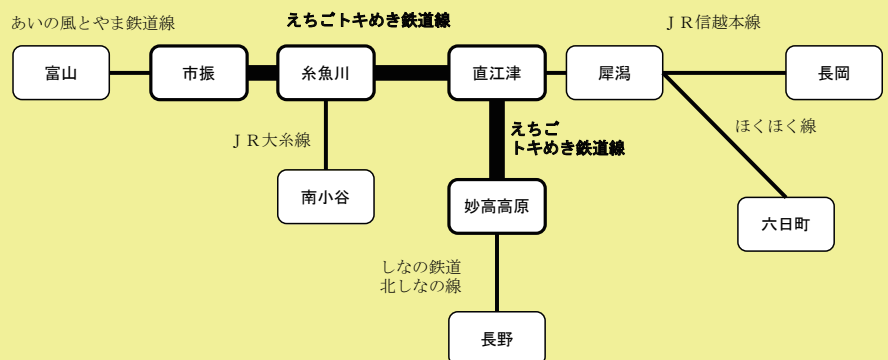 あいの風とやま鉄道線
えちごトキめき鉄道線
ＪＲ信越本線
富山
市振
糸魚川
直江津
犀潟
長岡
ＪＲ大糸線
えちご
トキめき鉄道線
ほくほく線
南小谷
妙高高原
六日町
しなの鉄道
北しなの線
長野